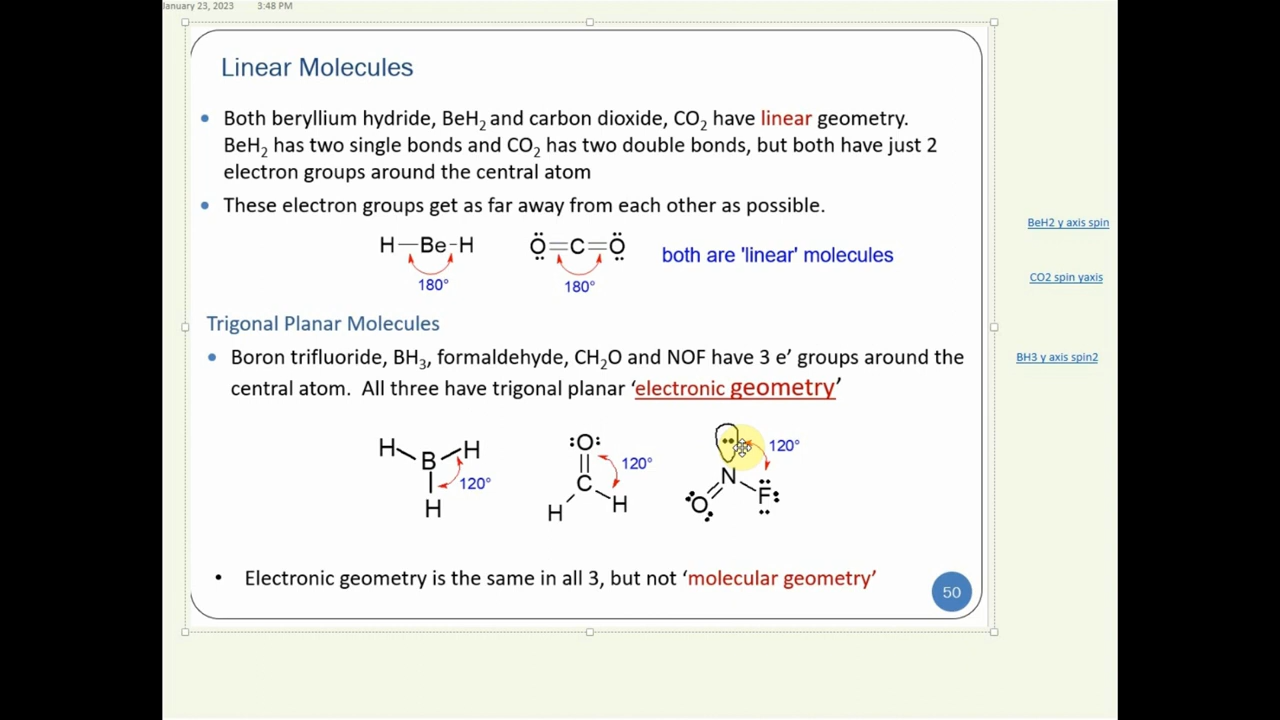 January 23, 2023 3:48 PM
Linear Molecules
• Both beryllium hydride, BeH₂ and carbon dioxide, CO₂ have linear geometry.
BeH₂ has two single bonds and CO₂ has two double bonds, but both have just 2
electron groups around the central atom
• These electron groups get as far away from each other as possible.
BeH2 y axis spin
H—Be-H Ö=C=Ö both are 'linear' molecules
CO2 spin yaxis
180° 180°
Trigonal Planar Molecules
• Boron trifluoride, BH₃, formaldehyde, CH₂O and NOF have 3 e’ groups around the
BH3 y axis spin2
central atom. All three have trigonal planar ‘electronic geometry’
H B H H 120°
:O: C H H 120°
N O F 120°
• Electronic geometry is the same in all 3, but not ‘molecular geometry’
50